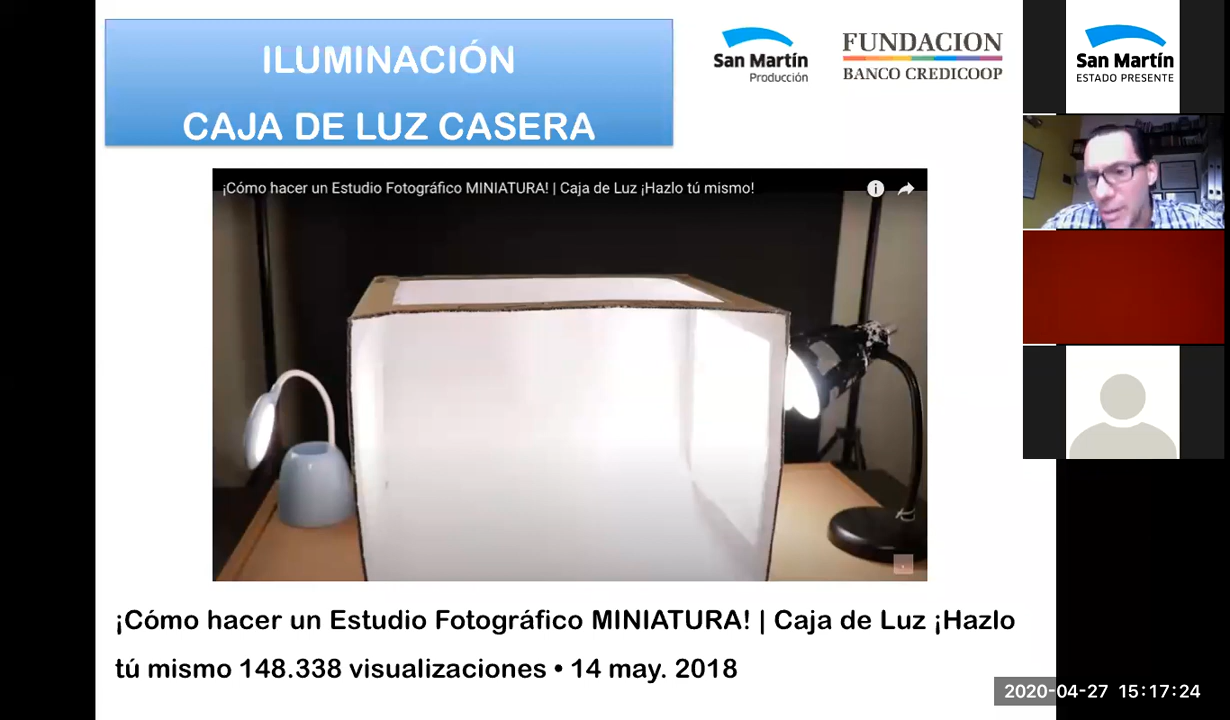 ILUMINACIÓN
CAJA DE LUZ CASERA
San Martín
Producción
FUNDACION
BANCO CREDICOOP
San Martín
ESTADO PRESENTE
¡Cómo hacer un Estudio Fotográfico MINIATURA! | Caja de Luz ¡Hazlo tú mismo!
¡Cómo hacer un Estudio Fotográfico MINIATURA! | Caja de Luz ¡Hazlo
tú mismo 148.338 visualizaciones • 14 may. 2018
2020-04-27 15:17:24